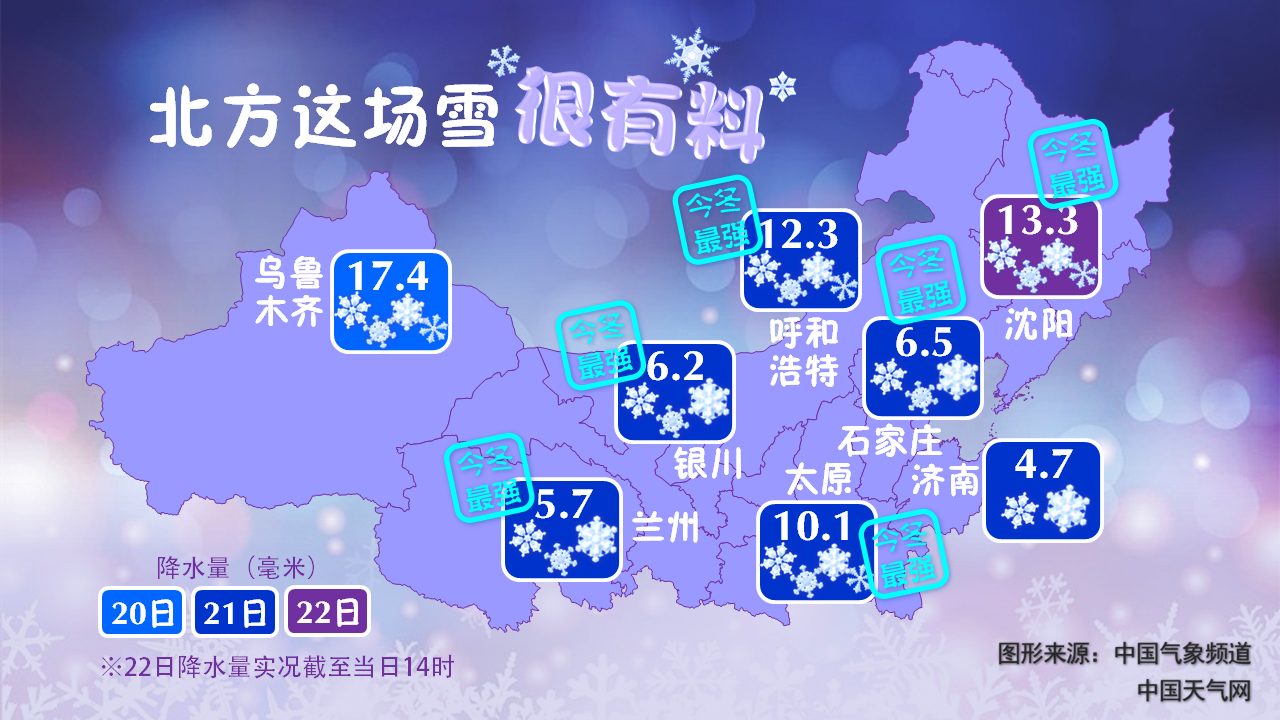 北方这场雪很有料
今冬
最强
13.3
沈阳
今冬
最强
12.3
呼和
浩特
乌鲁
木齐
17.4
今冬
最强
6.5
石家庄
今冬
最强
6.2
银川
今冬
最强
5.7
兰州
太原
10.1
今冬
最强
济南
4.7
降水量（毫米）
20日 21日 22日
※22日降水量实况截至当日14时
图形来源：中国气象频道
中国天气网